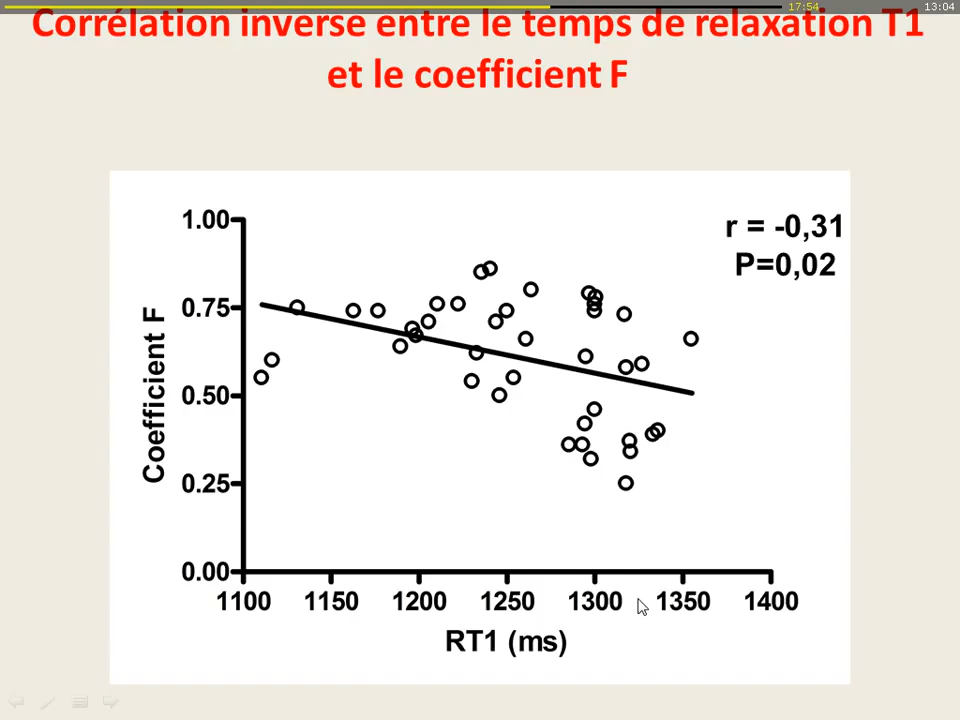 17:54
13:04
Corrélation inverse entre le temps de relaxation T1
et le coefficient F
r = -0,31
P=0,02
1.00
0.75
0.50
0.25
0.00
Coefficient F
1100 1150 1200 1250 1300 1350 1400
RT1 (ms)